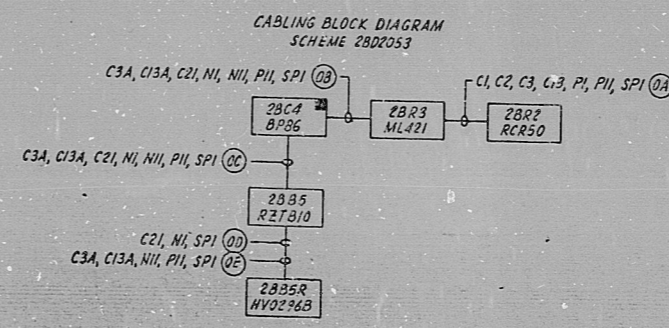 CABLING BLOCK DIAGRAM
SCHEME 2BD2053
C3A, C13A, C21, N1, N11, P11, SP1 0B
C1, C2, C3, C13, P1, P11, SP1 0A
2BC4
BP86
2BR3
ML421
2BR2
RCR50
C3A, C13A, C21, N1, N11, P11, SP1 0C
2BB5
RZTB10
C21, N1, SP1 0D
C3A, C13A, N11, P11, SP1 0E
2BB5R
HV0296B